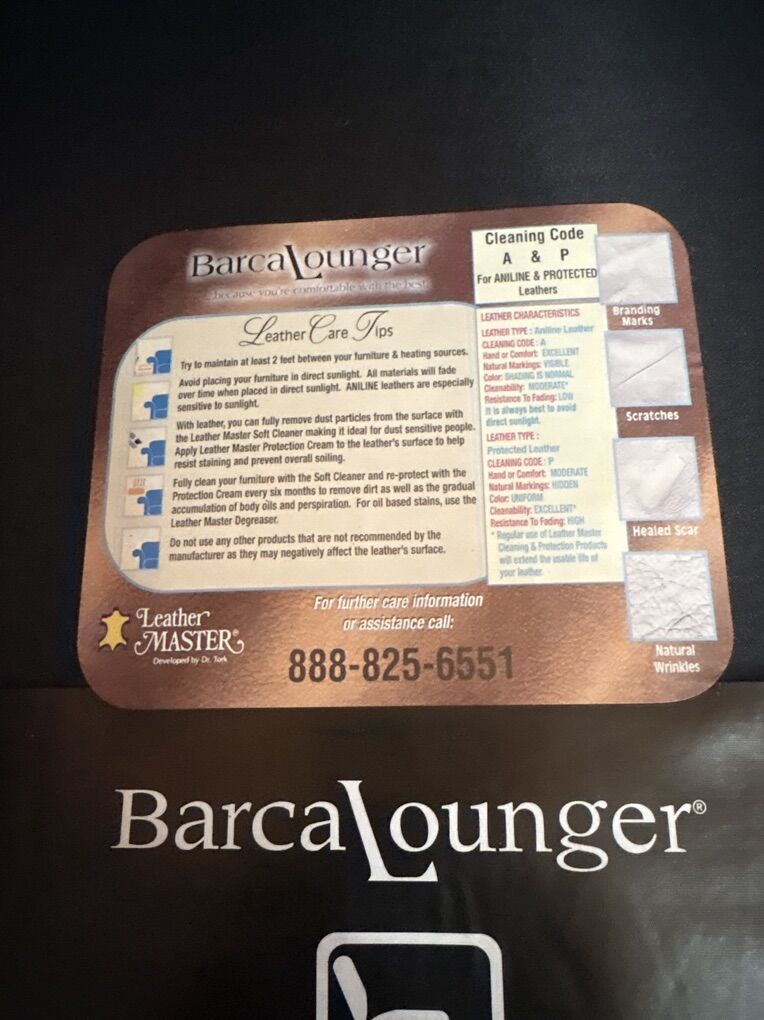 BarcaLounger
...because you're comfortable with the best
Leather Care Tips
Try to maintain at least 2 feet between your furniture & heating sources.
Avoid placing your furniture in direct sunlight. All materials will fade
over time when placed in direct sunlight. ANILINE leathers are especially
sensitive to sunlight.
With leather, you can fully remove dust particles from the surface with
the Leather Master Soft Cleaner making it ideal for dust sensitive people.
Apply Leather Master Protection Cream to the leather's surface to help
resist staining and prevent overall soiling.
Fully clean your furniture with the Soft Cleaner and re-protect with the
Protection Cream every six months to remove dirt as well as the gradual
accumulation of body oils and perspiration. For oil based stains, use the
Leather Master Degreaser.
Do not use any other products that are not recommended by the
manufacturer as they may negatively affect the leather's surface.
Cleaning Code
A & P
For ANILINE & PROTECTED
Leathers
LEATHER CHARACTERISTICS
LEATHER TYPE : Aniline Leather
CLEANING CODE : A
Hand or Comfort: EXCELLENT
Natural Markings: VISIBLE
Color: SHADING IS NORMAL
Cleanability: MODERATE*
Resistance To Fading: LOW
It is always best to avoid
direct sunlight.
LEATHER TYPE :
Protected Leather
CLEANING CODE : P
Hand or Comfort: MODERATE
Natural Markings: HIDDEN
Color: UNIFORM
Cleanability: EXCELLENT*
Resistance To Fading: HIGH
* Regular use of Leather Master
Cleaning & Protection Products
will extend the usable life of
your leather.
Branding
Marks
Scratches
Healed Scar
Natural
Wrinkles
Leather
MASTER®
Developed by Dr. Tork
For further care information
or assistance call:
888-825-6551
BarcaLounger®